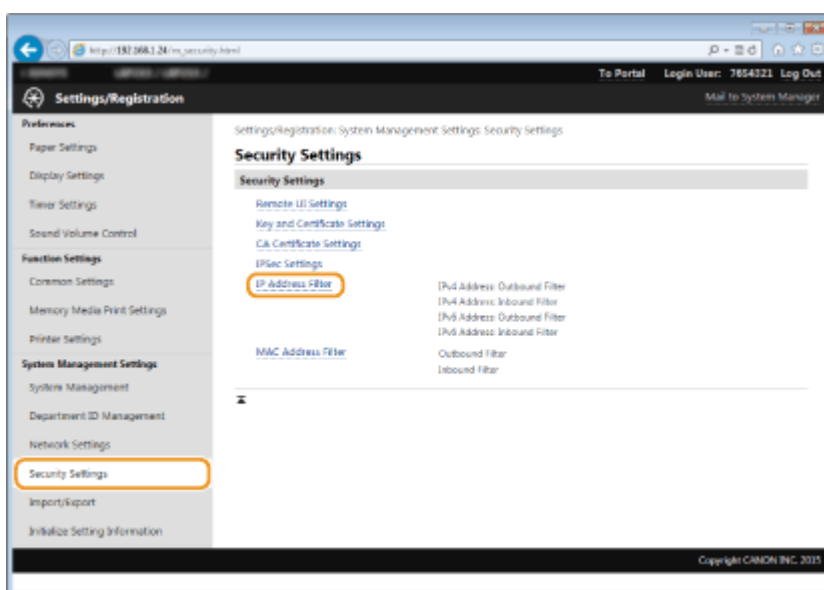 http://192.168.1.24/m_security.html
To Portal Login User: 7654321 Log Out
Settings/Registration
Mail to System Manager
Preferences
Paper Settings
Display Settings
Timer Settings
Sound Volume Control
Function Settings
Common Settings
Memory Media Print Settings
Printer Settings
System Management Settings
System Management
Department ID Management
Network Settings
Security Settings
Import/Export
Initialize Setting Information
Settings/Registration: System Management Settings: Security Settings
Security Settings
Security Settings
Remote UI Settings
Key and Certificate Settings
CA Certificate Settings
IPSec Settings
IP Address Filter
IPv4 Address: Outbound Filter
IPv4 Address: Inbound Filter
IPv6 Address: Outbound Filter
IPv6 Address: Inbound Filter
MAC Address Filter
Outbound Filter
Inbound Filter
Copyright CANON INC. 2015